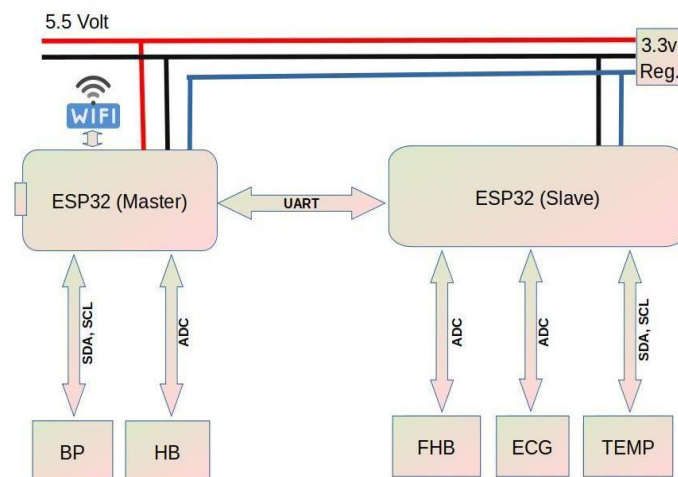 5.5 Volt
3.3v
Reg.
WIFI
ESP32 (Master)
UART
ESP32 (Slave)
SDA, SCL
ADC
ADC
ADC
SDA, SCL
BP
HB
FHB
ECG
TEMP